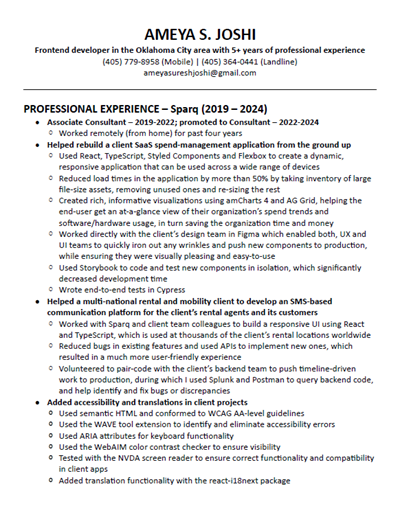 AMEYA S. JOSHI
Frontend developer in the Oklahoma City area with 5+ years of professional experience
(405) 779-8958 (Mobile) | (405) 364-0441 (Landline)
ameyasureshjoshi@gmail.com
PROFESSIONAL EXPERIENCE – Sparq (2019 – 2024)
• Associate Consultant – 2019-2022; promoted to Consultant – 2022-2024
o Worked remotely (from home) for past four years
• Helped rebuild a client SaaS spend-management application from the ground up
o Used React, TypeScript, Styled Components and Flexbox to create a dynamic,
responsive application that can be used across a wide range of devices
o Reduced load times in the application by more than 50% by taking inventory of large
file-size assets, removing unused ones and re-sizing the rest
o Created rich, informative visualizations using amCharts 4 and AG Grid, helping the
end-user get an at-a-glance view of their organization's spend trends and
software/hardware usage, in turn saving the organization time and money
o Worked directly with the client's design team in Figma which enabled both, UX and
UI teams to quickly iron out any wrinkles and push new components to production,
while ensuring they were visually pleasing and easy-to-use
o Used Storybook to code and test new components in isolation, which significantly
decreased development time
o Wrote end-to-end tests in Cypress
• Helped a multi-national rental and mobility client to develop an SMS-based
communication platform for the client's rental agents and its customers
o Worked with Sparq and client team colleagues to build a responsive UI using React
and TypeScript, which is used at thousands of the client's rental locations worldwide
o Reduced bugs in existing features and used APIs to implement new ones, which
resulted in a much more user-friendly experience
o Volunteered to pair-code with the client's backend team to push timeline-driven
work to production, during which I used Splunk and Postman to query backend code,
and help identify and fix bugs or discrepancies
• Added accessibility and translations in client projects
o Used semantic HTML and conformed to WCAG AA-level guidelines
o Used the WAVE tool extension to identify and eliminate accessibility errors
o Used ARIA attributes for keyboard functionality
o Used the WebAIM color contrast checker to ensure visibility
o Tested with the NVDA screen reader to ensure correct functionality and compatibility
in client apps
o Added translation functionality with the react-i18next package